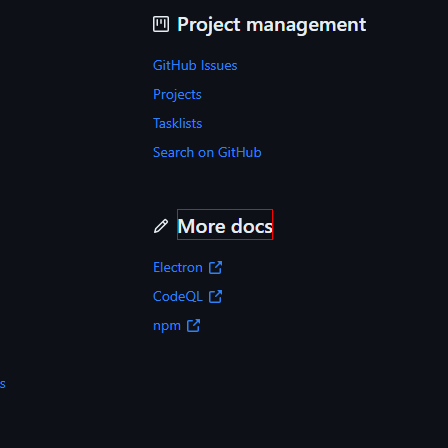 Project management
GitHub Issues
Projects
Tasklists
Search on GitHub
More docs
Electron
CodeQL
npm
s